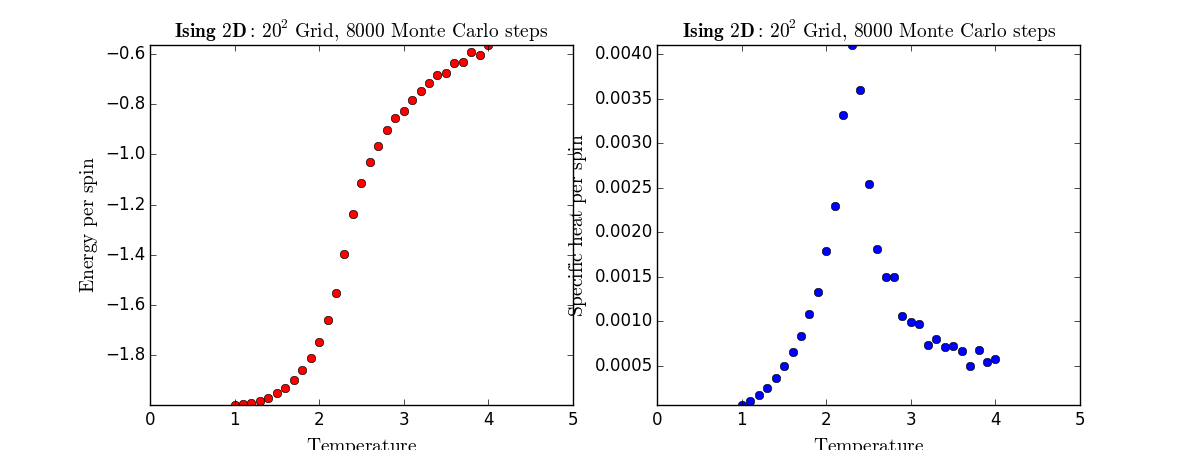 Ising 2D: 20² Grid, 8000 Monte Carlo steps
−0.6
−0.8
−1.0
−1.2
−1.4
−1.6
−1.8
Energy per spin
0 1 2 3 4 5
Temperature
Ising 2D: 20² Grid, 8000 Monte Carlo steps
0.0040
0.0035
0.0030
0.0025
0.0020
0.0015
0.0010
0.0005
Specific heat per spin
0 1 2 3 4 5
Temperature